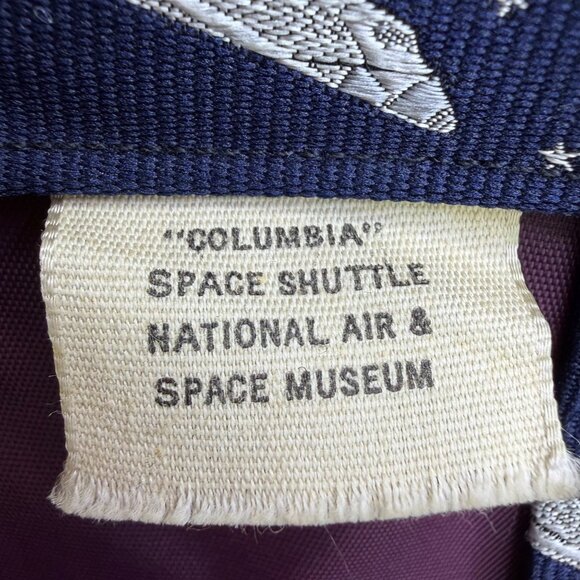 "COLUMBIA"
SPACE SHUTTLE
NATIONAL AIR &
SPACE MUSEUM